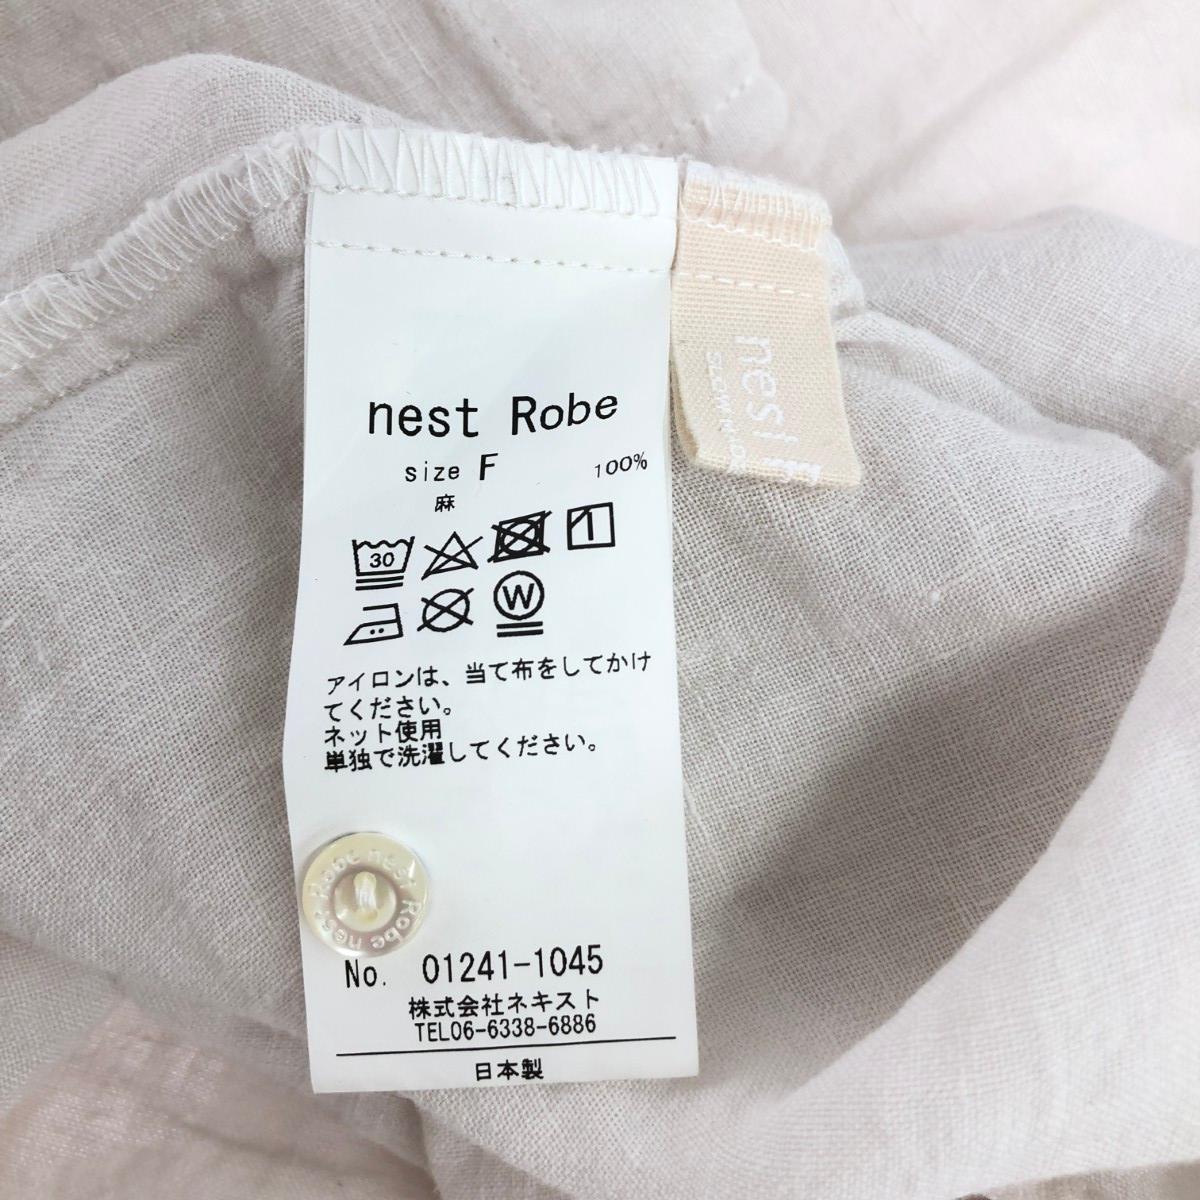 nest Robe
size F 100%
麻
30
W
アイロンは、当て布をしてかけ
てください。
ネット使用
単独で洗濯してください。
nest Robe nest Robe
No. 01241-1045
株式会社ネキスト
TEL06-6338-6886
日本製
nest